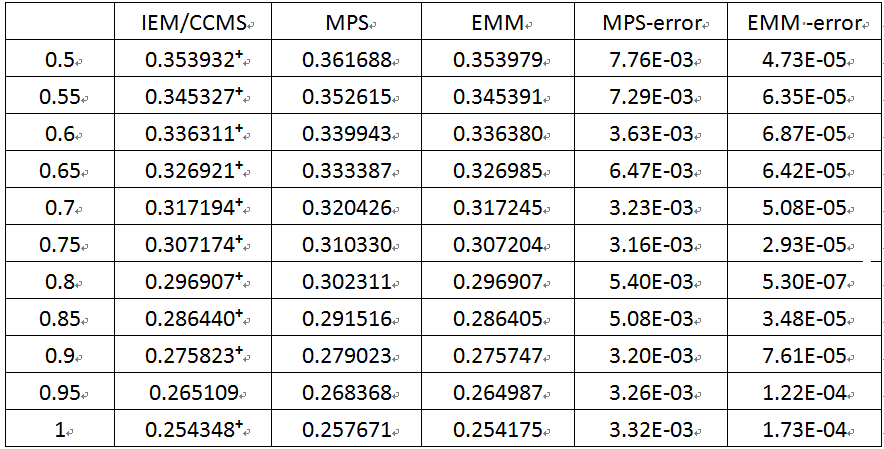 IEM/CCMS MPS EMM MPS-error EMM -error
0.5 0.353932+ 0.361688 0.353979 7.76E-03 4.73E-05
0.55 0.345327+ 0.352615 0.345391 7.29E-03 6.35E-05
0.6 0.336311+ 0.339943 0.336380 3.63E-03 6.87E-05
0.65 0.326921+ 0.333387 0.326985 6.47E-03 6.42E-05
0.7 0.317194+ 0.320426 0.317245 3.23E-03 5.08E-05
0.75 0.307174+ 0.310330 0.307204 3.16E-03 2.93E-05
0.8 0.296907+ 0.302311 0.296907 5.40E-03 5.30E-07
0.85 0.286440+ 0.291516 0.286405 5.08E-03 3.48E-05
0.9 0.275823+ 0.279023 0.275747 3.20E-03 7.61E-05
0.95 0.265109 0.268368 0.264987 3.26E-03 1.22E-04
1 0.254348+ 0.257671 0.254175 3.32E-03 1.73E-04